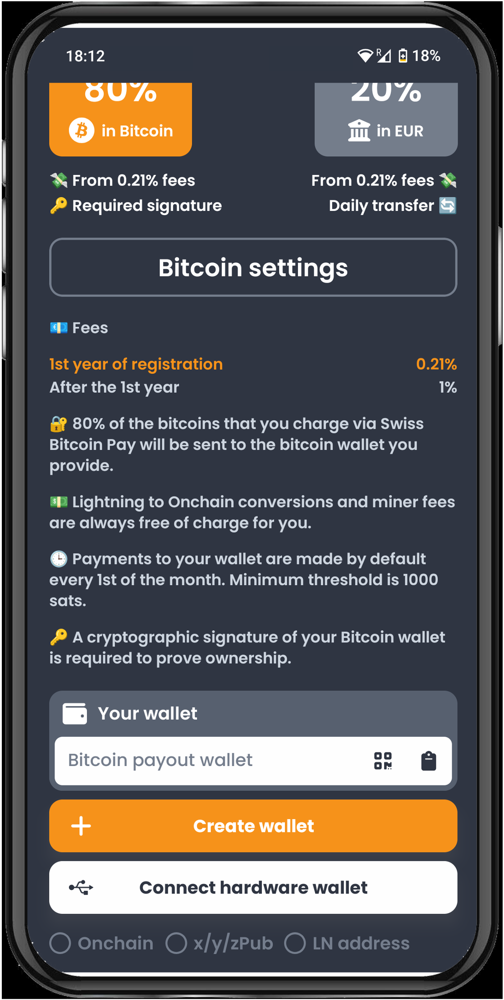 18:12 R 18%
80% 20%
in Bitcoin in EUR
From 0.21% fees From 0.21% fees
Required signature Daily transfer
Bitcoin settings
Fees
1st year of registration 0.21%
After the 1st year 1%
80% of the bitcoins that you charge via Swiss
Bitcoin Pay will be sent to the bitcoin wallet you
provide.
Lightning to Onchain conversions and miner fees
are always free of charge for you.
Payments to your wallet are made by default
every 1st of the month. Minimum threshold is 1000
sats.
A cryptographic signature of your Bitcoin wallet
is required to prove ownership.
Your wallet
Bitcoin payout wallet
Create wallet
Connect hardware wallet
Onchain x/y/zPub LN address